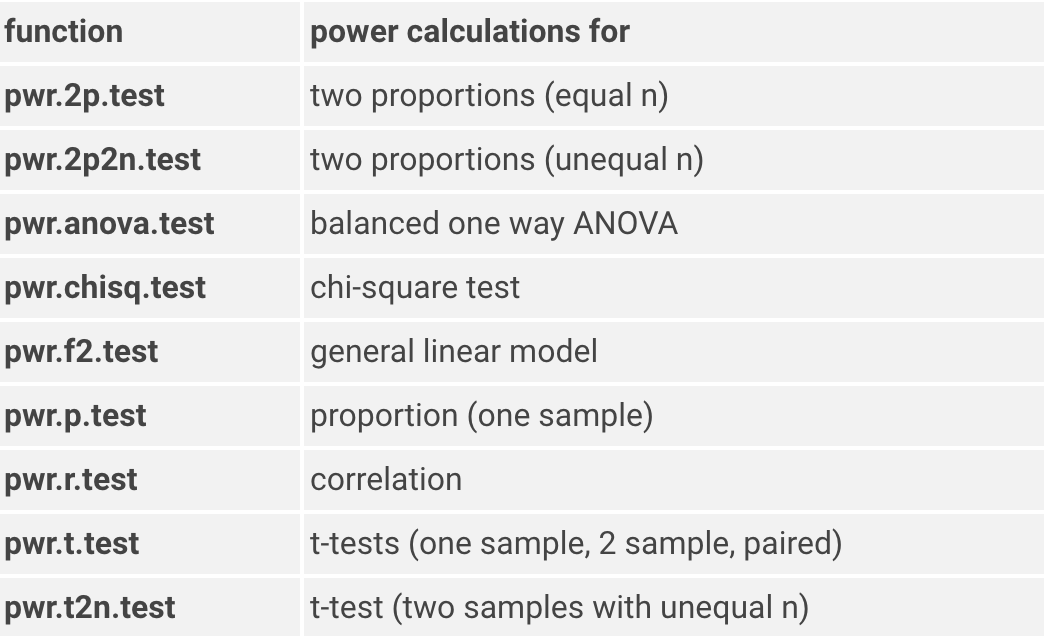 function power calculations for
pwr.2p.test two proportions (equal n)
pwr.2p2n.test two proportions (unequal n)
pwr.anova.test balanced one way ANOVA
pwr.chisq.test chi-square test
pwr.f2.test general linear model
pwr.p.test proportion (one sample)
pwr.r.test correlation
pwr.t.test t-tests (one sample, 2 sample, paired)
pwr.t2n.test t-test (two samples with unequal n)